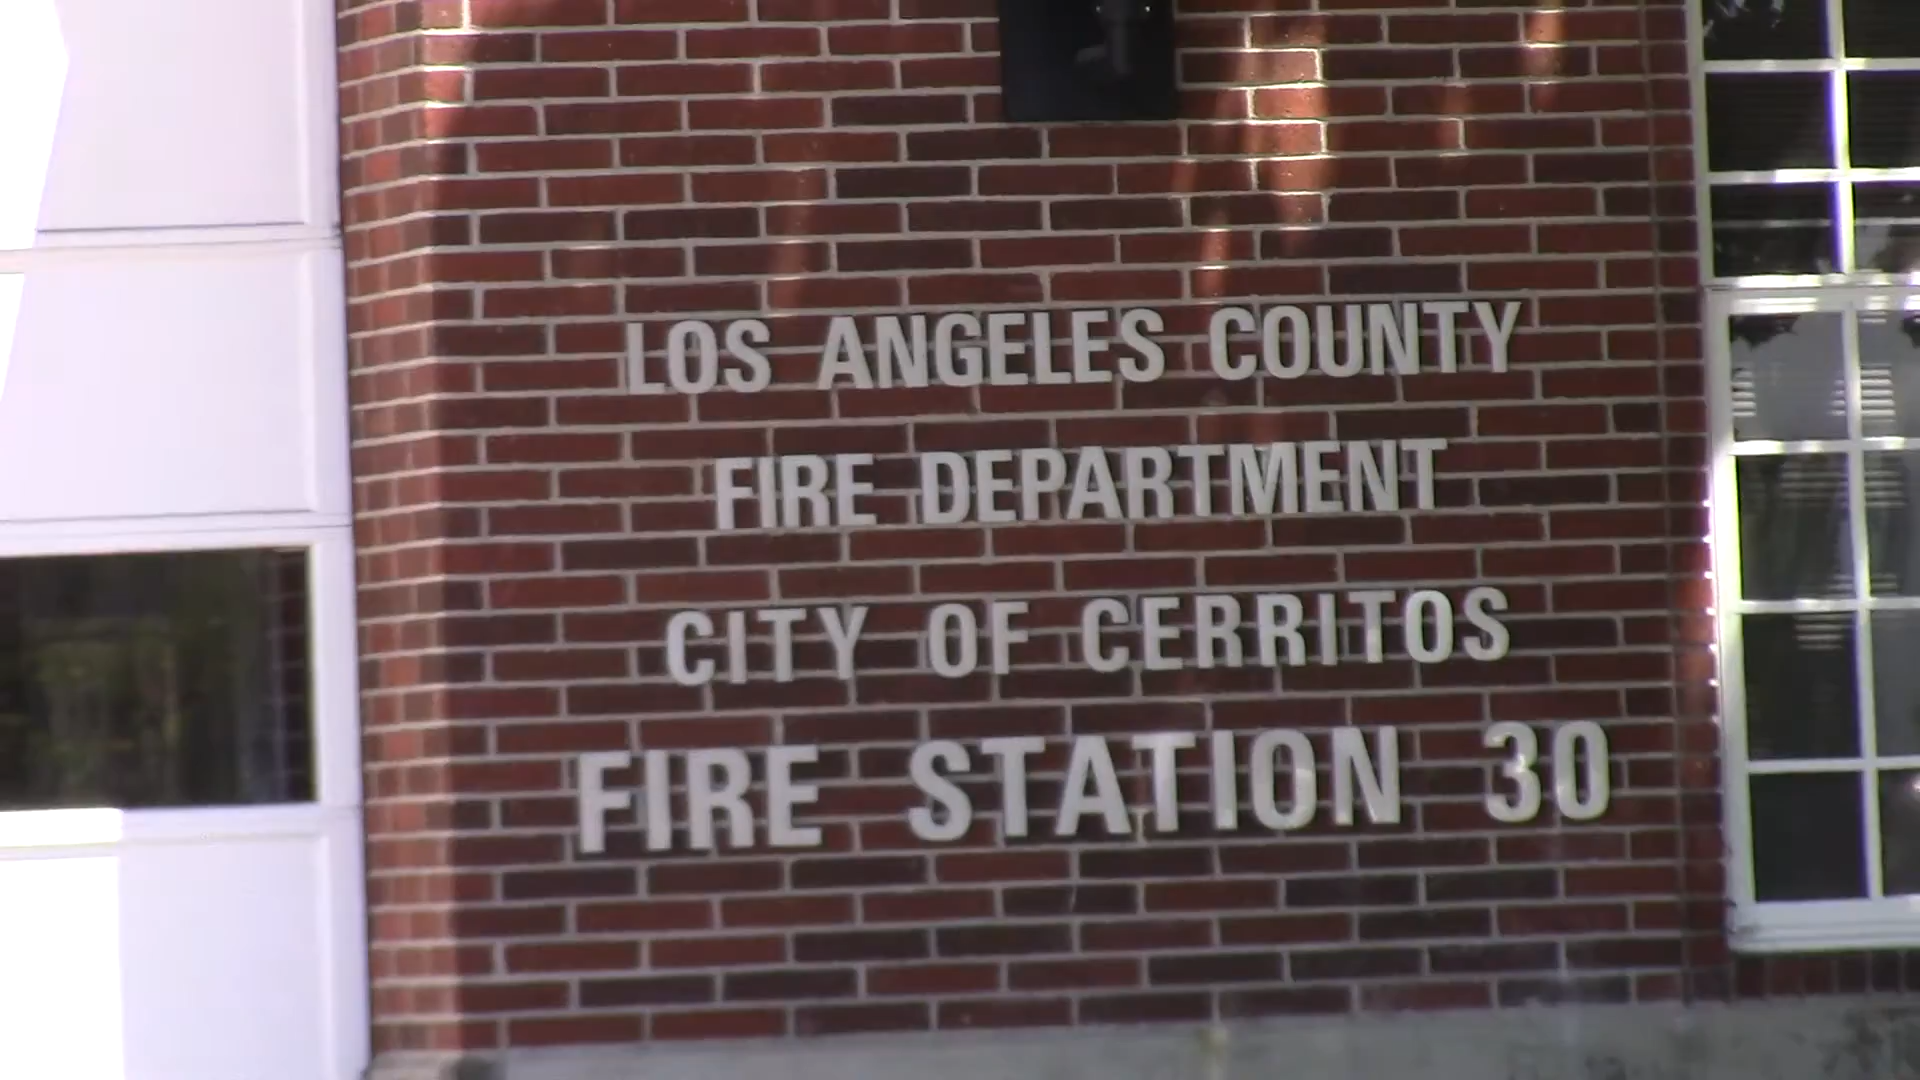 LOS ANGELES COUNTY
FIRE DEPARTMENT
CITY OF CERRITOS
FIRE STATION 30